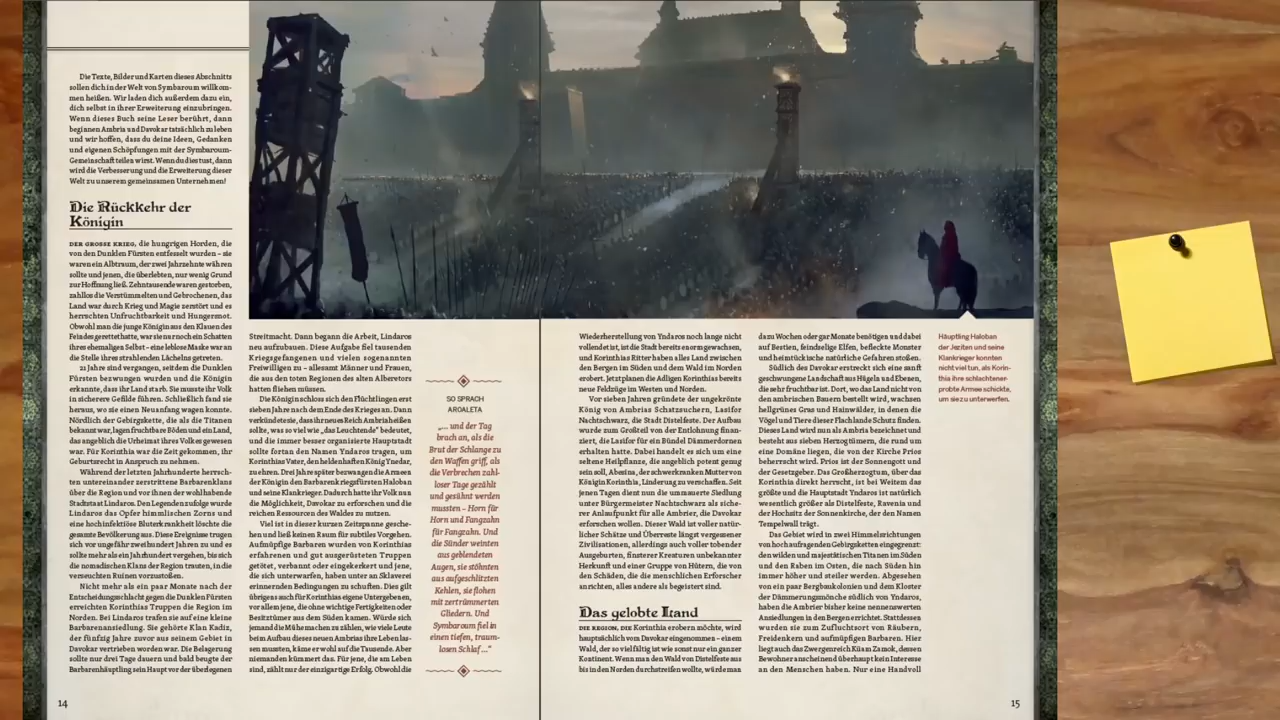 Die Texte, Bilder und Karten dieses Abschnitts
sollen dich in der Welt von Symbaroum willkom-
men heißen. Wir laden dich außerdem dazu ein,
dich selbst in ihrer Erweiterung einzubringen.
Wenn dieses Buch seine Leser berührt, dann
beginnen Ambria und Davokar tatsächlich zu leben
und wir hoffen, dass du deine Ideen, Gedanken
und eigenen Schöpfungen mit der Symbaroum-
Gemeinschaft teilen wirst. Wenn du dies tust, dann
wird die Verbesserung und die Erweiterung dieser
Welt zu unserem gemeinsamen Unternehmen!
Die Rückkehr der
Königin
DER GROSSE KRIEG, die hungrigen Horden, die
von den Dunklen Fürsten entfesselt wurden – sie
waren ein Albtraum, der zwei Jahrzehnte währen
sollte und jenen, die überlebten, nur wenig Grund
zur Hoffnung ließ. Zehntausende waren gestorben,
zahllos die Verstümmelten und Gebrochenen, das
Land war durch Krieg und Magie zerstört und es
herrschten Unfruchtbarkeit und Hungersnot.
Obwohl man die junge Königin aus den Klauen des
Feindes gerettet hatte, war sie nur noch ein Schatten
ihres ehemaligen Selbst – eine leblose Maske war an
die Stelle ihres strahlenden Lächelns getreten.
21 Jahre sind vergangen, seitdem die Dunklen
Fürsten bezwungen wurden und die Königin
erkannte, dass ihr Land starb. Sie musste ihr Volk
in sicherere Gefilde führen. Schließlich fand sie
heraus, wo sie einen Neuanfang wagen konnte.
Nördlich der Gebirgskette, die als die Titanen
bekannt war, lagen fruchtbare Böden und ein Land,
das angeblich die Urheimat ihres Volkes gewesen
war. Für Korinthia war die Zeit gekommen, ihr
Geburtsrecht in Anspruch zu nehmen.
Während der letzten Jahrhunderte herrsch-
ten untereinander zerstrittene Barbarenklans
über die Region und vor ihnen der wohlhabende
Stadtstaat Lindaros. Den Legenden zufolge wurde
Lindaros das Opfer himmlischen Zorns und
eine hochinfektiöse Bluterkrankheit löschte die
gesamte Bevölkerung aus. Diese Ereignisse trugen
sich vor ungefähr zweihundert Jahren zu und es
sollte mehr als ein Jahrhundert vergehen, bis sich
die nomadischen Klans der Region trauten, in die
verseuchten Ruinen vorzustoßen.
Nicht mehr als ein paar Monate nach der
Entscheidungsschlacht gegen die Dunklen Fürsten
erreichten Korinthias Truppen die Region im
Norden. Bei Lindaros trafen sie auf eine kleine
Barbarenansiedlung. Sie gehörte Klan Kadiz,
der fünfzig Jahre zuvor aus seinem Gebiet in
Davokar vertrieben worden war. Die Belagerung
sollte nur drei Tage dauern und bald beugte der
Barbarenhäuptling sein Haupt vor der überlegenen
Streitmacht. Dann begann die Arbeit, Lindaros
neu aufzubauen. Diese Aufgabe fiel tausenden
Kriegsgefangenen und vielen sogenannten
Freiwilligen zu – allesamt Männer und Frauen,
die aus den toten Regionen des alten Alberetors
hatten fliehen müssen.
Die Königin schloss sich den Flüchtlingen erst
sieben Jahre nach dem Ende des Krieges an. Dann
verkündete sie, dass ihr neues Reich Ambria heißen
sollte, was so viel wie „das Leuchtende“ bedeutet,
und die immer besser organisierte Hauptstadt
sollte fortan den Namen Yndaros tragen, um
Korinthias Vater, den heldenhaften König Ynedar,
zu ehren. Drei Jahre später bezwangen die Armeen
der Königin den Barbarenkriegsfürsten Haloban
und seine Klankrieger. Dadurch hatte ihr Volk nun
die Möglichkeit, Davokar zu erforschen und die
reichen Ressourcen des Waldes zu nutzen.
Viel ist in dieser kurzen Zeitspanne gesche-
hen und ließ keinen Raum für subtiles Vorgehen.
Aufmüpfige Barbaren wurden von Korinthias
erfahrenen und gut ausgerüsteten Truppen
getötet, verbannt oder eingekerkert und jene,
die sich unterwarfen, haben unter an Sklaverei
erinnernden Bedingungen zu schuften. Dies gilt
übrigens auch für Korinthias eigene Untergebenen,
vor allem jene, die ohne wichtige Fertigkeiten oder
Besitztümer aus dem Süden kamen. Würde sich
jemand die Mühe machen zu zählen, wie viele Leute
beim Aufbau dieses neuen Ambrias ihre Leben las-
sen mussten, käme er wohl auf die Tausende. Aber
niemanden kümmert das. Für jene, die am Leben
sind, zählt nur der einzigartige Erfolg. Obwohl die
SO SPRACH
AROALETA
„… und der Tag
brach an, als die
Brut der Schlange zu
den Waffen griff, als
die Verbrechen zahl-
loser Tage gezählt
und gesühnt werden
mussten – Horn für
Horn und Fangzahn
für Fangzahn. Und
die Sünder weinten
aus geblendeten
Augen, sie stöhnten
aus aufgeschlitzten
Kehlen, sie flohen
mit zertrümmerten
Gliedern. Und
Symbaroum fiel in
einen tiefen, traum-
losen Schlaf …“
14
Wiederherstellung von Yndaros noch lange nicht
vollendet ist, ist die Stadt bereits enorm gewachsen,
und Korinthias Ritter haben alles Land zwischen
den Bergen im Süden und dem Wald im Norden
erobert. Jetzt planen die Adligen Korinthias bereits
neue Feldzüge im Westen und Norden.
Vor sieben Jahren gründete der ungekrönte
König von Ambrias Schatzsuchern, Lasifor
Nachtschwarz, die Stadt Distelfeste. Der Aufbau
wurde zum Großteil von der Entlohnung finan-
ziert, die Lasifor für ein Bündel Dämmerdornen
erhalten hatte. Dabei handelt es sich um eine
seltene Heilpflanze, die angeblich potent genug
sein soll, Abesina, der schwerkranken Mutter von
Königin Korinthia, Linderung zu verschaffen. Seit
jenen Tagen dient nun die ummauerte Siedlung
unter Bürgermeister Nachtschwarz als siche-
rer Anlaufpunkt für alle Ambrier, die Davokar
erforschen wollen. Dieser Wald ist voller natür-
licher Schätze und Überreste längst vergessener
Zivilisationen, allerdings auch voller tobender
Ausgeburten, finsterer Kreaturen unbekannter
Herkunft und einer Gruppe von Hütern, die von
den Schäden, die die menschlichen Erforscher
anrichten, alles andere als begeistert sind.
Das gelobte Land
DIE REGION, DIE Korinthia erobern möchte, wird
hauptsächlich vom Davokar eingenommen – einem
Wald, der so vielfältig ist wie sonst nur ein ganzer
Kontinent. Wenn man den Wald von Distelfeste aus
bis in den Norden durchstreifen wollte, würde man
dazu Wochen oder gar Monate benötigen und dabei
auf Bestien, feindselige Elfen, befleckte Monster
und heimtückische natürliche Gefahren stoßen.
Südlich des Davokar erstreckt sich eine sanft
geschwungene Landschaft aus Hügeln und Ebenen,
die sehr fruchtbar ist. Dort, wo das Land nicht von
den ambrischen Bauern bestellt wird, wachsen
hellgrünes Gras und Hainwälder, in denen die
Vögel und Tiere dieser Flachlande Schutz finden.
Dieses Land wird nun als Ambria bezeichnet und
besteht aus sieben Herzogtümern, die rund um
eine Domäne liegen, die von der Kirche Prios
beherrscht wird. Prios ist der Sonnengott und
der Gesetzgeber. Das Großherzogtum, über das
Korinthia direkt herrscht, ist bei Weitem das
größte und die Hauptstadt Yndaros ist natürlich
wesentlich größer als Distelfeste, Ravenia und
der Hochsitz der Sonnenkirche, der den Namen
Tempelwall trägt.
Das Gebiet wird in zwei Himmelsrichtungen
von hoch aufragenden Gebirgsketten eingegrenzt:
den wilden und majestätischen Titanen im Süden
und den Raben im Osten, die nach Süden hin
immer höher und steiler werden. Abgesehen
von ein paar Bergbaukolonien und dem Kloster
der Dämmerungsmönche südlich von Yndaros,
haben die Ambrier bisher keine nennenswerten
Ansiedlungen in den Bergen errichtet. Stattdessen
wurden sie zum Zufluchtsort von Räubern,
Freidenkern und aufmüpfigen Barbaren. Hier
liegt auch das Zwergenreich Küam Zamok, dessen
Bewohner anscheinend überhaupt kein Interesse
an den Menschen haben. Nur eine Handvoll
Häuptling Haloban
der Jeziten und seine
Klankrieger konnten
nicht viel tun, als Korin-
thia ihre schlachtener-
probte Armee schickte,
um sie zu unterwerfen.
15